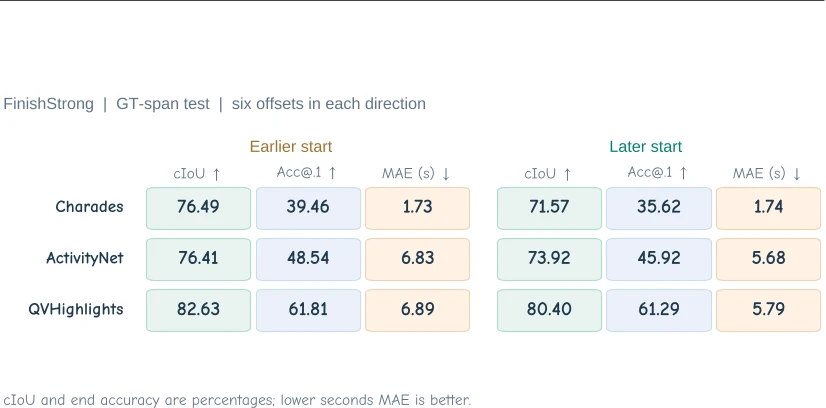 FinishStrong | GT-span test | six offsets in each direction
Earlier start Later start
cIoU ↑ Acc@.1 ↑ MAE (s) ↓ cIoU ↑ Acc@.1 ↑ MAE (s) ↓
Charades 76.49 39.46 1.73 71.57 35.62 1.74
ActivityNet 76.41 48.54 6.83 73.92 45.92 5.68
QVHighlights 82.63 61.81 6.89 80.40 61.29 5.79
cIoU and end accuracy are percentages; lower seconds MAE is better.